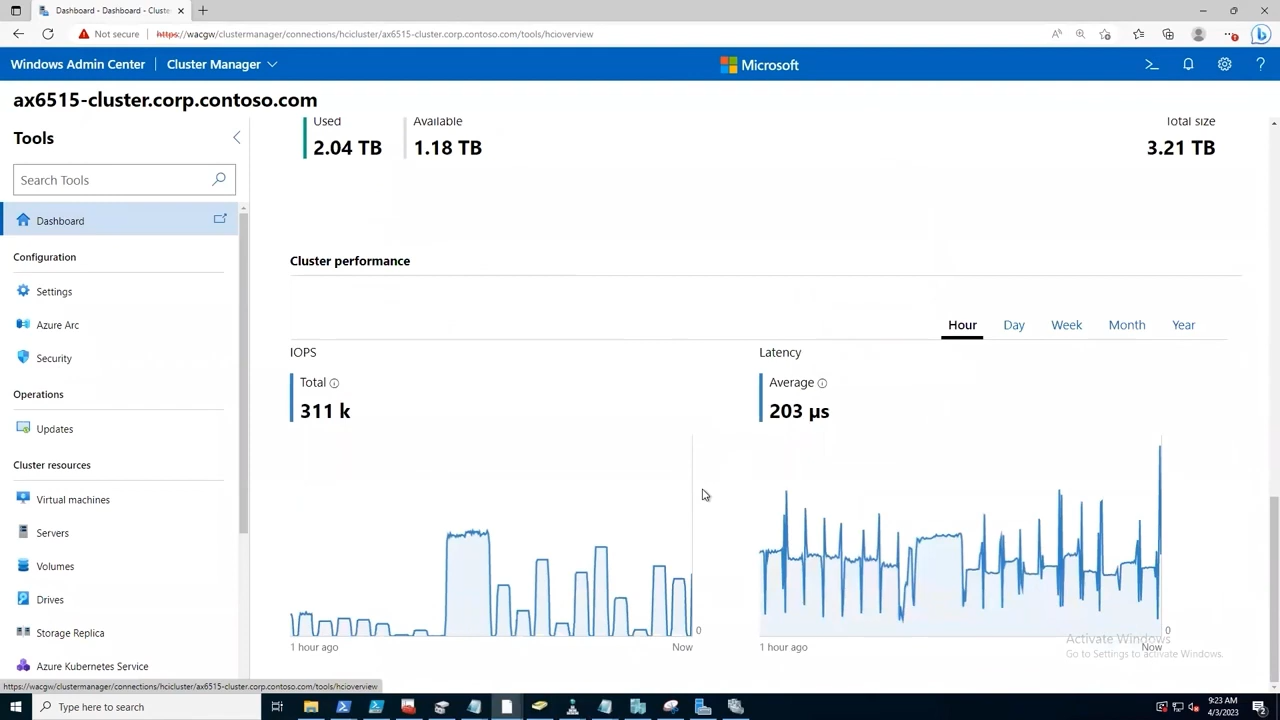 Dashboard - Dashboard - Cluste
Not secure
https://wacgw/clustermanager/connections/hcicluster/ax6515-cluster.corp.contoso.com/tools/hcioverview
Windows Admin Center
Cluster Manager
Microsoft
ax6515-cluster.corp.contoso.com
Tools
Search Tools
Dashboard
Configuration
Settings
Azure Arc
Security
Operations
Updates
Cluster resources
Virtual machines
Servers
Volumes
Drives
Storage Replica
Azure Kubernetes Service
Used
Available
Total size
2.04 TB
1.18 TB
3.21 TB
Cluster performance
Hour
Day
Week
Month
Year
IOPS
Total
311 k
0
1 hour ago
Now
Latency
Average
203 µs
0
1 hour ago
Now
Activate Windows
Go to Settings to activate Windows.
https://wacgw/clustermanager/connections/hcicluster/ax6515-cluster.corp.contoso.com/tools/hcioverview
Type here to search
9:23 AM
4/3/2023
2